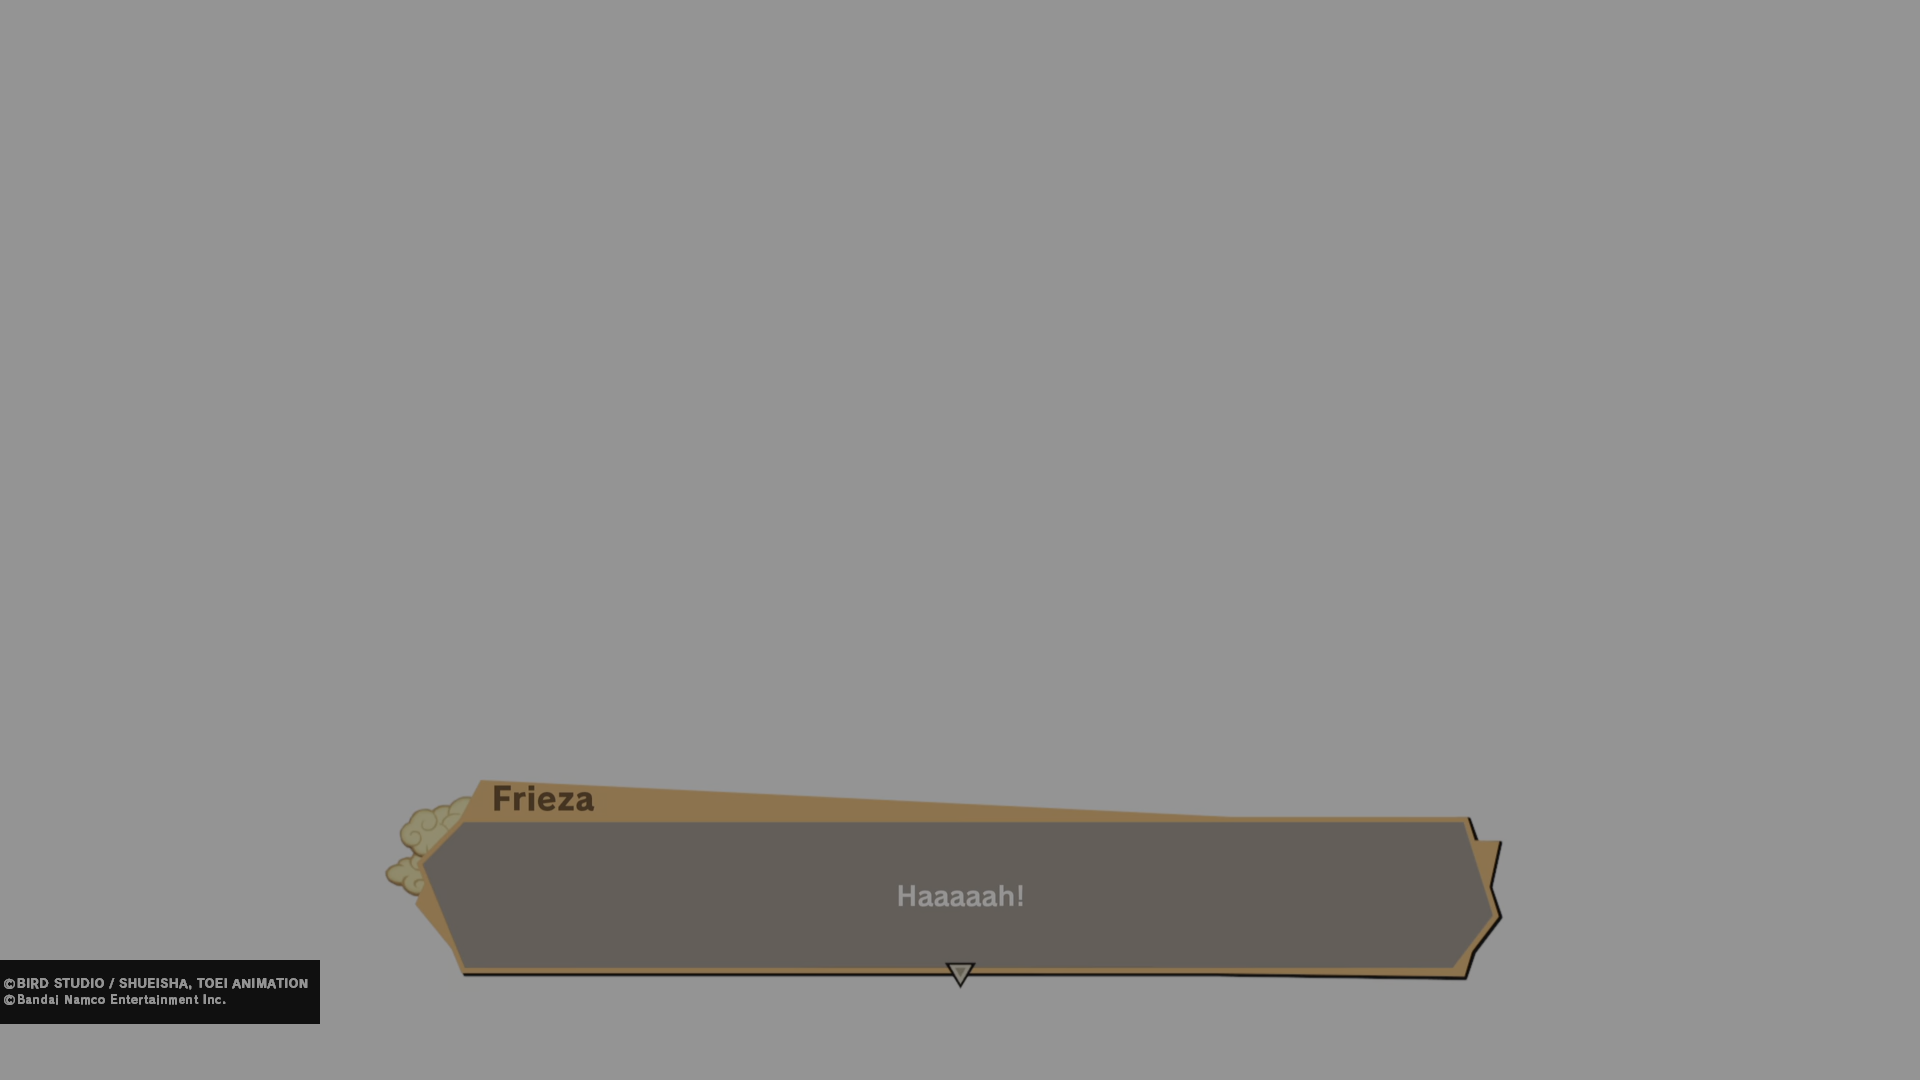 Frieza
Haaaaah!
©BIRD STUDIO / SHUEISHA, TOEI ANIMATION
©Bandai Namco Entertainment Inc.